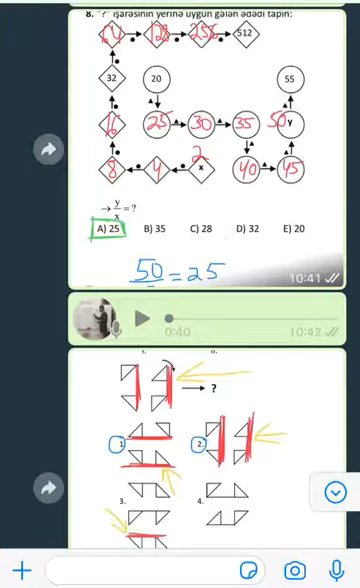 8. "?" işarəsinin yerinə uyğun gələn ədədi tapın:
64 128 256 512
32 20 55
16 25 30 35 50 y
8 4 2 x 40 45
→ y/x = ?
A) 25 B) 35 C) 28 D) 32 E) 20
50 = 25
10:41
0:40 10:42
?
1. 2.
3. 4.